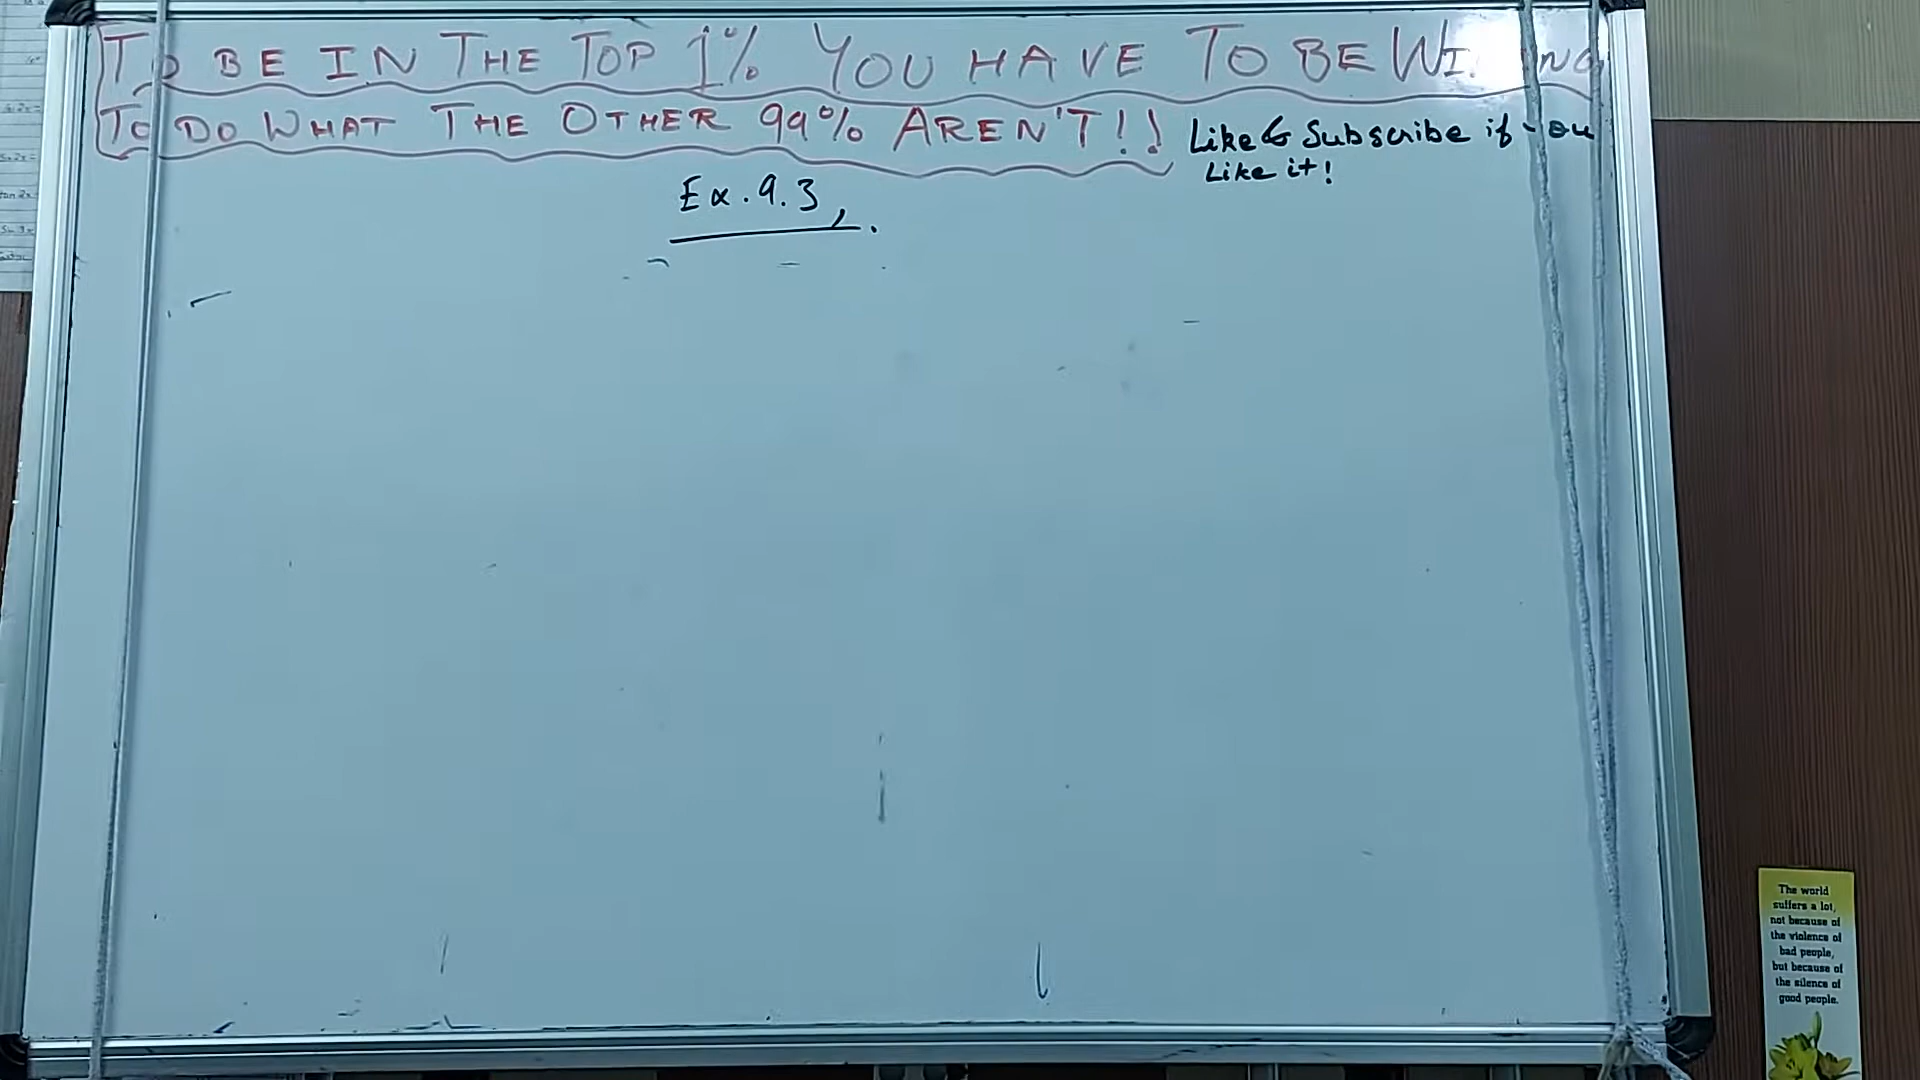 TO BE IN THE TOP 1% YOU HAVE TO BE
TO DO WHAT THE OTHER 99% AREN'T!!
Like & Subscribe if
Like it!
Ex. 9.3,
The world
suffers a lot,
not because of
the violence of
bad people,
but because of
the silence of
good people.